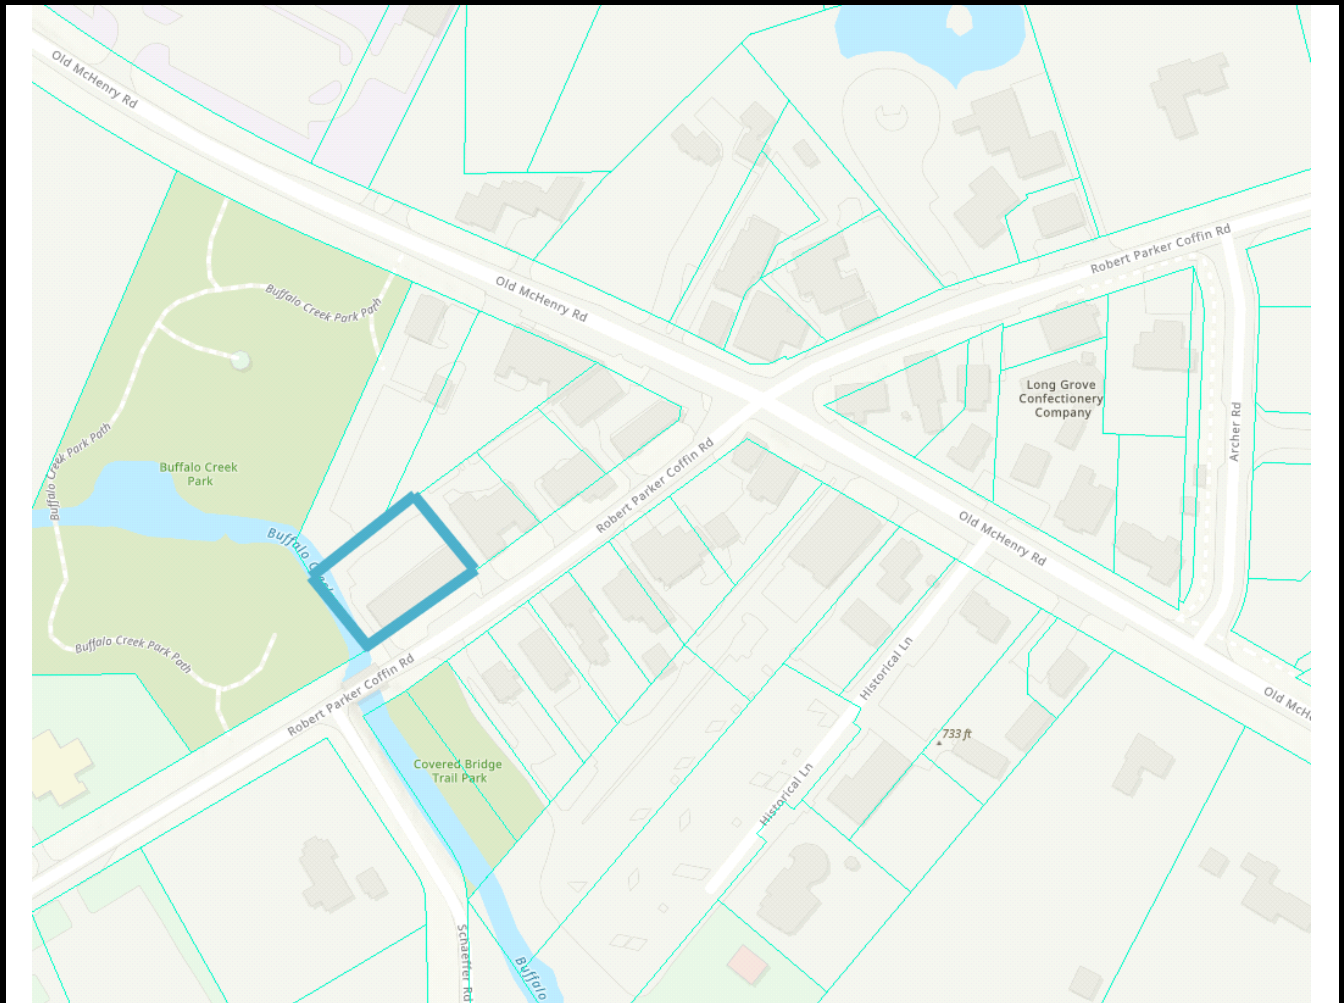 Old McHenry Rd
Robert Parker Coffin Rd
Buffalo Creek Park Path
Old McHenry Rd
Long Grove
Confectionery
Company
Archer Rd
Buffalo Creek Park Path
Buffalo Creek
Park
Robert Parker Coffin Rd
Buffalo
Old McHenry Rd
Buffalo Creek Park Path
Historical Ln
Robert Parker Coffin Rd
Old McHe
733 ft
Covered Bridge
Trail Park
Historical Ln
Schaeffer Rd
Buffalo